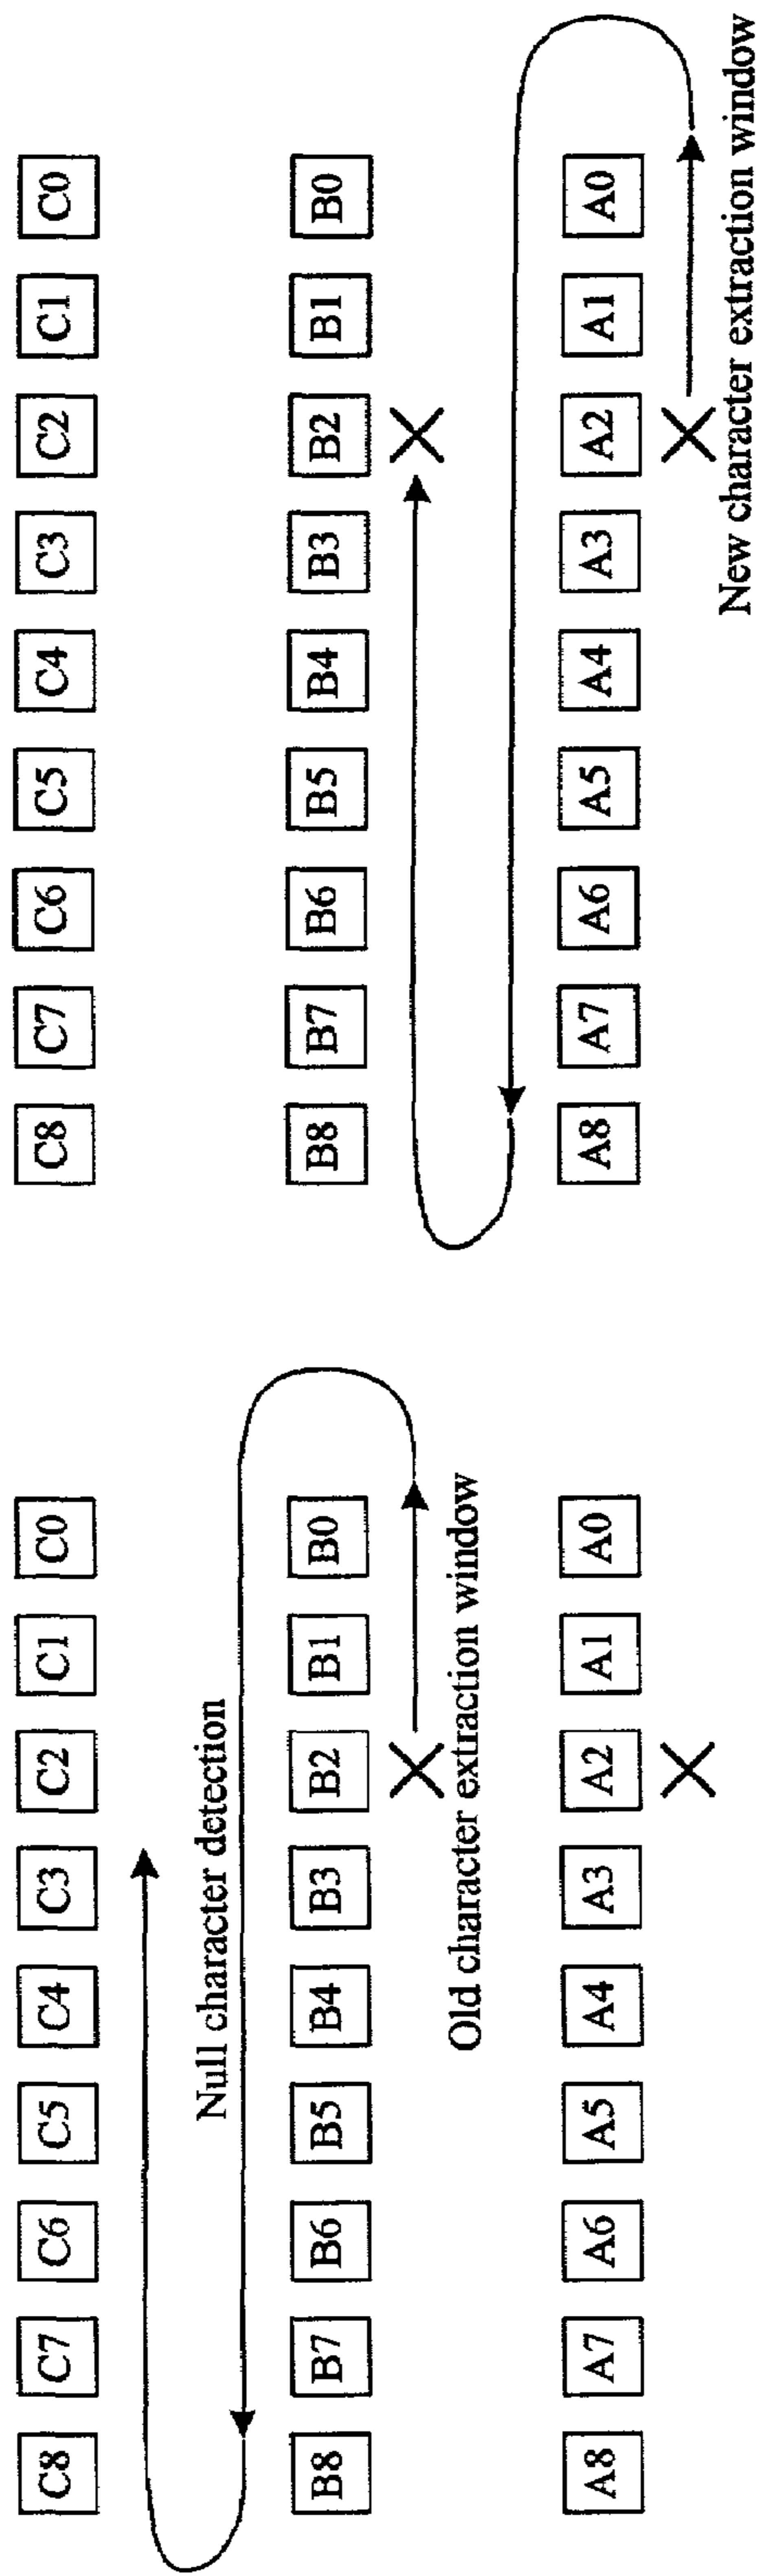 C8 C7 C6 C5 C4 C3 C2 C1 C0
Null character detection
B8 B7 B6 B5 B4 B3 B2 B1 B0
Old character extraction window
A8 A7 A6 A5 A4 A3 A2 A1 A0
C8 C7 C6 C5 C4 C3 C2 C1 C0
B8 B7 B6 B5 B4 B3 B2 B1 B0
A8 A7 A6 A5 A4 A3 A2 A1 A0
New character extraction window